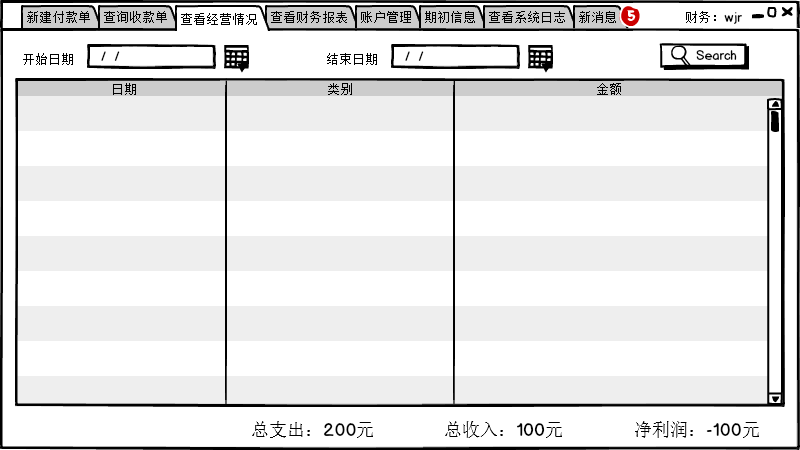 新建付款单 查询收款单 查看经营情况 查看财务报表 账户管理 期初信息 查看系统日志 新消息 5 财务：wjr
开始日期 / / 结束日期 / / Search
日期 类别 金额
总支出：200元 总收入：100元 净利润：-100元